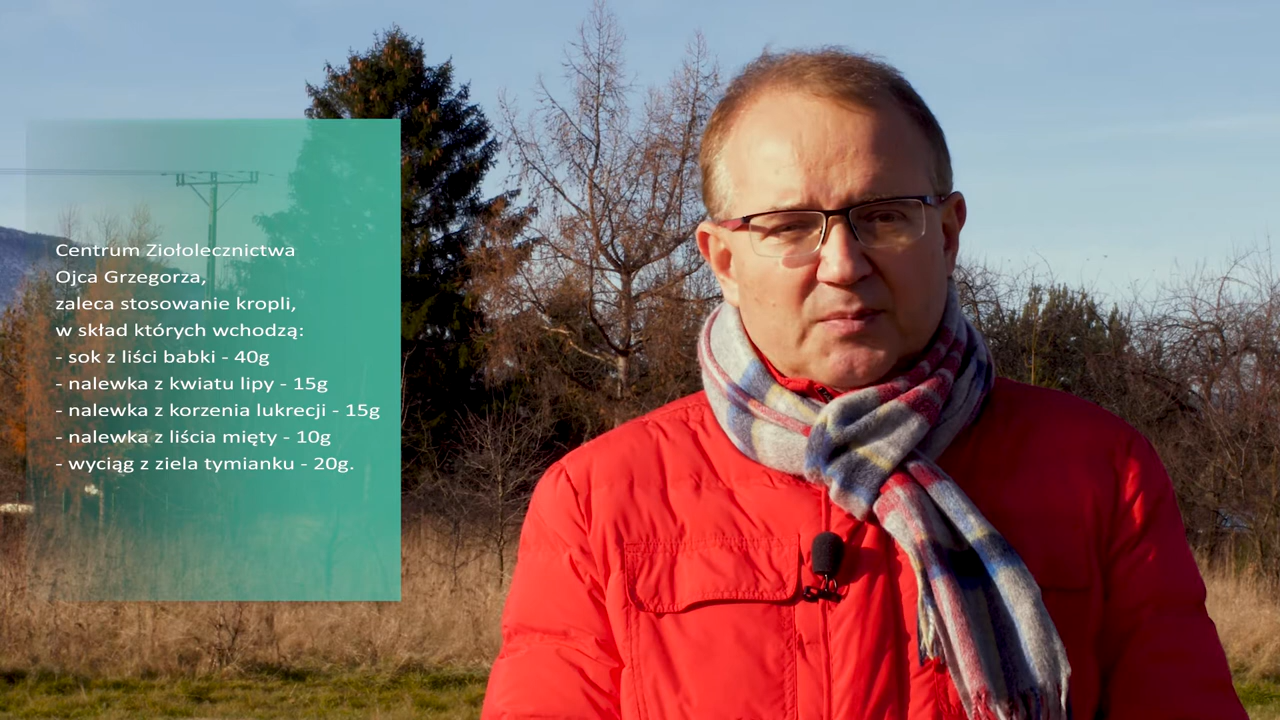 Centrum Ziołolecznictwa
Ojca Grzegorza,
zaleca stosowanie kropli,
w skład których wchodzą:
- sok z liści babki - 40g
- nalewka z kwiatu lipy - 15g
- nalewka z korzenia lukrecji - 15g
- nalewka z liścia mięty - 10g
- wyciąg z ziela tymianku - 20g.